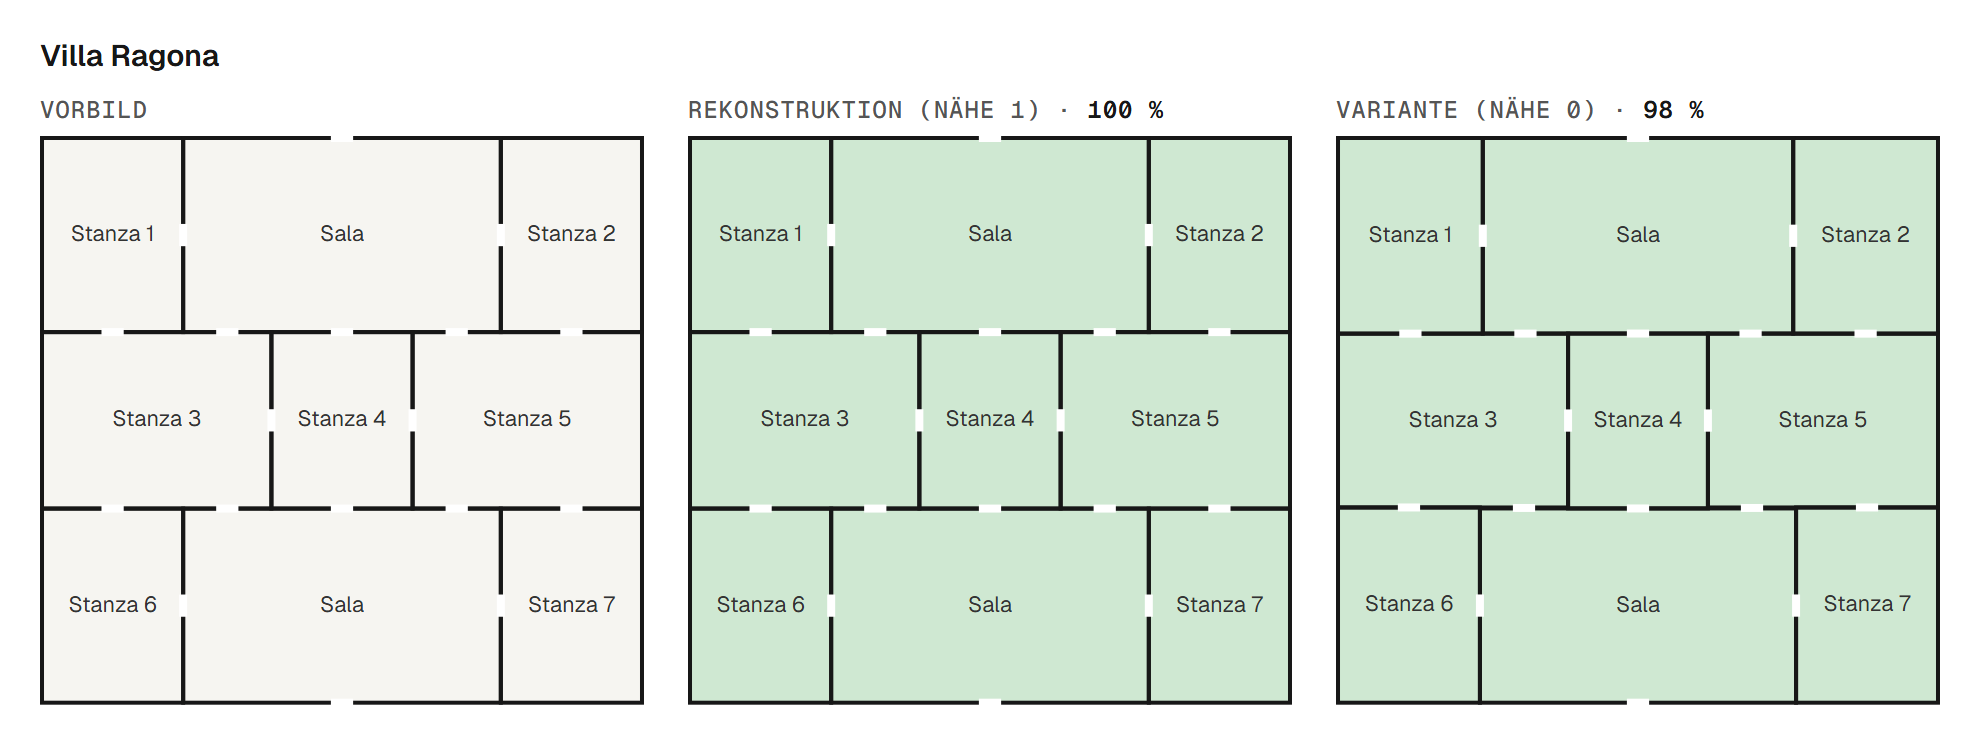 Villa Ragona
VORBILD
REKONSTRUKTION (NÄHE 1) · 100 %
VARIANTE (NÄHE 0) · 98 %
Stanza 1
Sala
Stanza 2
Stanza 3
Stanza 4
Stanza 5
Stanza 6
Sala
Stanza 7
Stanza 1
Sala
Stanza 2
Stanza 3
Stanza 4
Stanza 5
Stanza 6
Sala
Stanza 7
Stanza 1
Sala
Stanza 2
Stanza 3
Stanza 4
Stanza 5
Stanza 6
Sala
Stanza 7